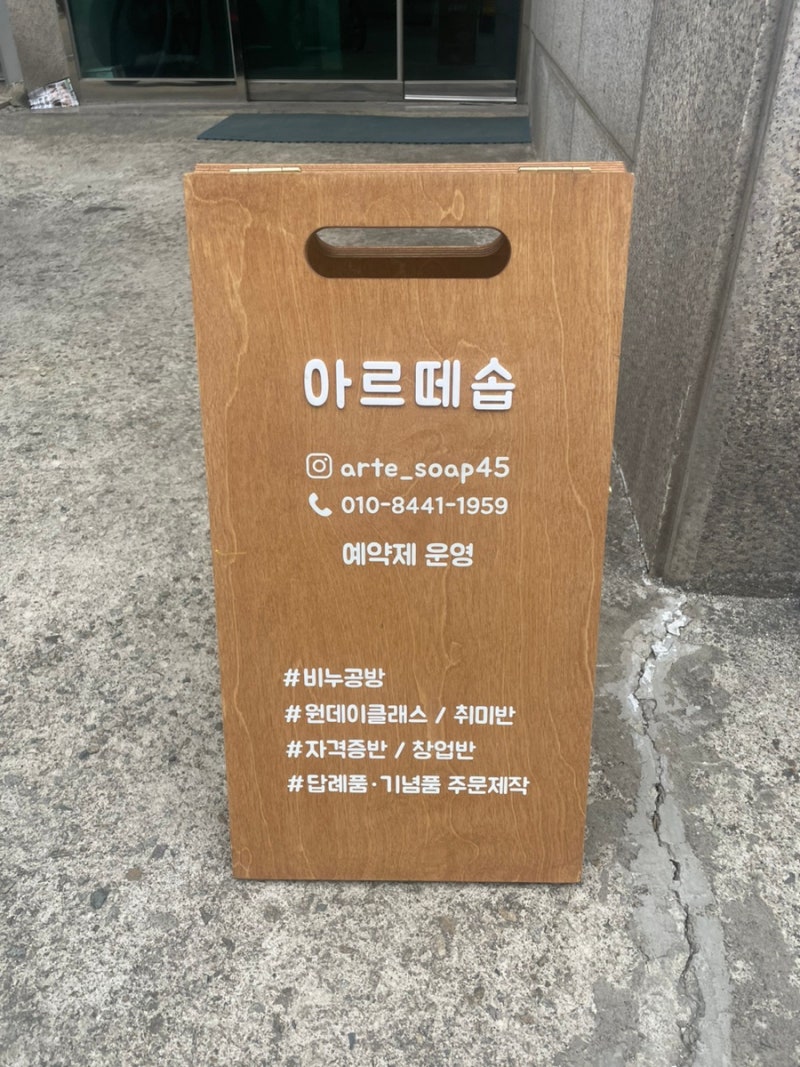 아르떼솝
arte_soap45
010-8441-1959
예약제 운영
#비누공방
#원데이클래스 / 취미반
#자격증반 / 창업반
#답례품·기념품 주문제작